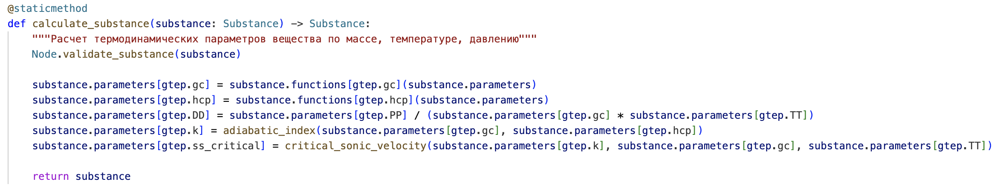 @staticmethod
def calculate_substance(substance: Substance) -> Substance:
    """Расчет термодинамических параметров вещества по массе, температуре, давлению"""
    Node.validate_substance(substance)

    substance.parameters[gtep.gc] = substance.functions[gtep.gc](substance.parameters)
    substance.parameters[gtep.hcp] = substance.functions[gtep.hcp](substance.parameters)
    substance.parameters[gtep.DD] = substance.parameters[gtep.PP] / (substance.parameters[gtep.gc] * substance.parameters[gtep.TT])
    substance.parameters[gtep.k] = adiabatic_index(substance.parameters[gtep.gc], substance.parameters[gtep.hcp])
    substance.parameters[gtep.ss_critical] = critical_sonic_velocity(substance.parameters[gtep.k], substance.parameters[gtep.gc], substance.parameters[gtep.TT])

    return substance